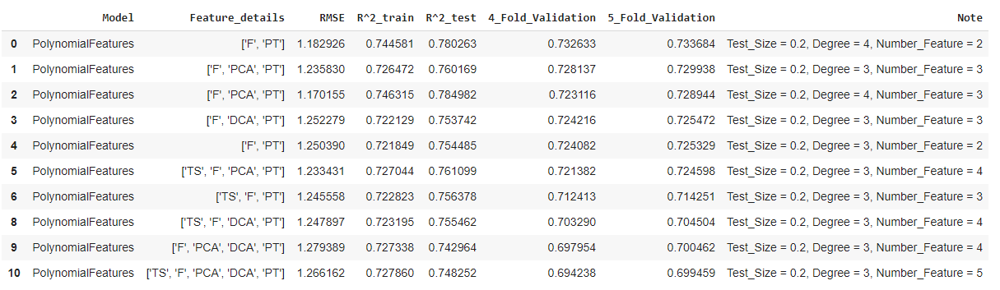 Model Feature_details RMSE R^2_train R^2_test 4_Fold_Validation 5_Fold_Validation Note
0 PolynomialFeatures ['F', 'PT'] 1.182926 0.744581 0.780263 0.732633 0.733684 Test_Size = 0.2, Degree = 4, Number_Feature = 2
1 PolynomialFeatures ['F', 'PCA', 'PT'] 1.235830 0.726472 0.760169 0.728137 0.729938 Test_Size = 0.2, Degree = 3, Number_Feature = 3
2 PolynomialFeatures ['F', 'PCA', 'PT'] 1.170155 0.746315 0.784982 0.723116 0.728944 Test_Size = 0.2, Degree = 4, Number_Feature = 3
3 PolynomialFeatures ['F', 'DCA', 'PT'] 1.252279 0.722129 0.753742 0.724216 0.725472 Test_Size = 0.2, Degree = 3, Number_Feature = 3
4 PolynomialFeatures ['F', 'PT'] 1.250390 0.721849 0.754485 0.724082 0.725329 Test_Size = 0.2, Degree = 3, Number_Feature = 2
5 PolynomialFeatures ['TS', 'F', 'PCA', 'PT'] 1.233431 0.727044 0.761099 0.721382 0.724598 Test_Size = 0.2, Degree = 3, Number_Feature = 4
6 PolynomialFeatures ['TS', 'F', 'PT'] 1.245558 0.722823 0.756378 0.712413 0.714251 Test_Size = 0.2, Degree = 3, Number_Feature = 3
8 PolynomialFeatures ['TS', 'F', 'DCA', 'PT'] 1.247897 0.723195 0.755462 0.703290 0.704504 Test_Size = 0.2, Degree = 3, Number_Feature = 4
9 PolynomialFeatures ['F', 'PCA', 'DCA', 'PT'] 1.279389 0.727338 0.742964 0.697954 0.700462 Test_Size = 0.2, Degree = 3, Number_Feature = 4
10 PolynomialFeatures ['TS', 'F', 'PCA', 'DCA', 'PT'] 1.266162 0.727860 0.748252 0.694238 0.699459 Test_Size = 0.2, Degree = 3, Number_Feature = 5